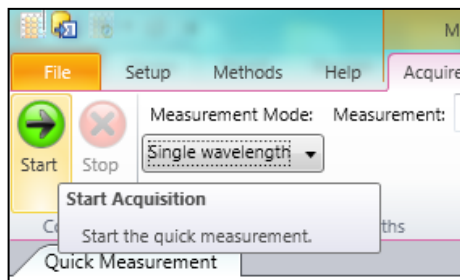 M
File Setup Methods Help Acquire
Measurement Mode: Measurement:
Start Stop Single wavelength
Start Acquisition
Start the quick measurement.
C ths
Quick Measurement